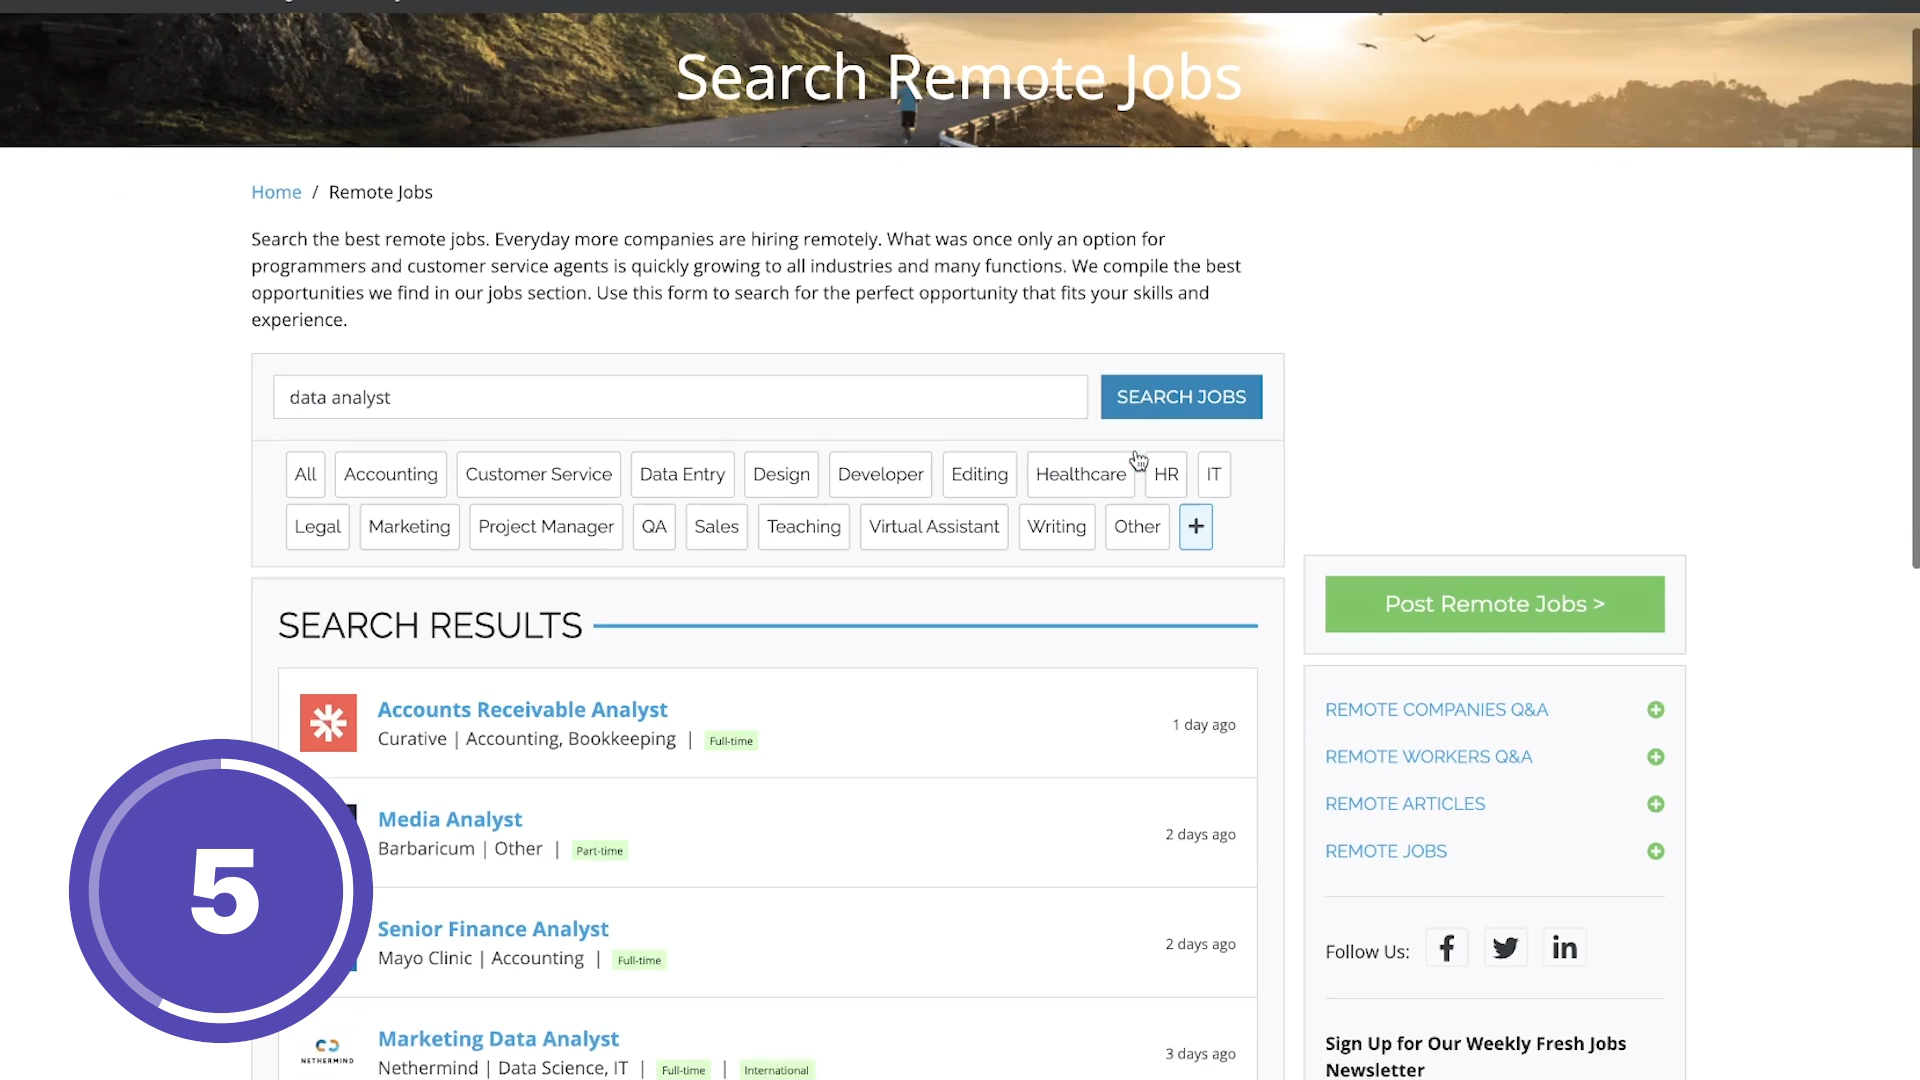 Search Remote Jobs
Home / Remote Jobs
Search the best remote jobs. Everyday more companies are hiring remotely. What was once only an option for
programmers and customer service agents is quickly growing to all industries and many functions. We compile the best
opportunities we find in our jobs section. Use this form to search for the perfect opportunity that fits your skills and
experience.
data analyst
SEARCH JOBS
All Accounting Customer Service Data Entry Design Developer Editing Healthcare HR IT
Legal Marketing Project Manager QA Sales Teaching Virtual Assistant Writing Other +
SEARCH RESULTS
Accounts Receivable Analyst
Curative | Accounting, Bookkeeping | Full-time
1 day ago
Media Analyst
Barbaricum | Other | Part-time
2 days ago
Senior Finance Analyst
Mayo Clinic | Accounting | Full-time
2 days ago
NETHERMIND
Marketing Data Analyst
Nethermind | Data Science, IT | Full-time | International
3 days ago
5
Post Remote Jobs >
REMOTE COMPANIES Q&A
REMOTE WORKERS Q&A
REMOTE ARTICLES
REMOTE JOBS
Follow Us:
Sign Up for Our Weekly Fresh Jobs
Newsletter